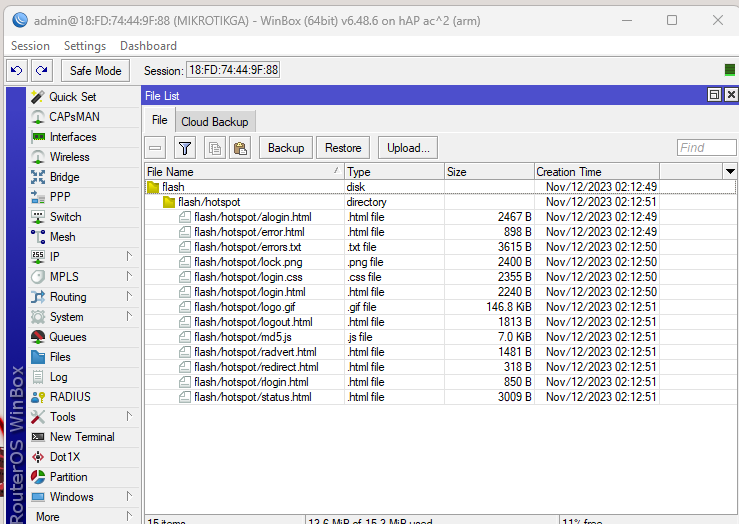 admin@18:FD:74:44:9F:88 (MIKROTIKGA) - WinBox (64bit) v6.48.6 on hAP ac^2 (arm)
Session Settings Dashboard
Safe Mode Session: 18:FD:74:44:9F:88
Quick Set
CAPsMAN
Interfaces
Wireless
Bridge
PPP
Switch
Mesh
IP
MPLS
Routing
System
Queues
Files
Log
RADIUS
Tools
New Terminal
Dot1X
Partition
Windows
More
RouterOS WinBox
File List
File Cloud Backup
Backup Restore Upload... Find
File Name Type Size Creation Time
flash disk Nov/12/2023 02:12:49
flash/hotspot directory Nov/12/2023 02:12:51
flash/hotspot/alogin.html .html file 2467 B Nov/12/2023 02:12:49
flash/hotspot/error.html .html file 898 B Nov/12/2023 02:12:49
flash/hotspot/errors.txt .txt file 3615 B Nov/12/2023 02:12:50
flash/hotspot/lock.png .png file 2400 B Nov/12/2023 02:12:50
flash/hotspot/login.css .css file 2355 B Nov/12/2023 02:12:50
flash/hotspot/login.html .html file 2240 B Nov/12/2023 02:12:50
flash/hotspot/logo.gif .gif file 146.8 KiB Nov/12/2023 02:12:51
flash/hotspot/logout.html .html file 1813 B Nov/12/2023 02:12:51
flash/hotspot/md5.js .js file 7.0 KiB Nov/12/2023 02:12:51
flash/hotspot/radvert.html .html file 1481 B Nov/12/2023 02:12:51
flash/hotspot/redirect.html .html file 318 B Nov/12/2023 02:12:51
flash/hotspot/rlogin.html .html file 850 B Nov/12/2023 02:12:51
flash/hotspot/status.html .html file 3009 B Nov/12/2023 02:12:51
15 items 13.6 MiB of 15.3 MiB used 11% free